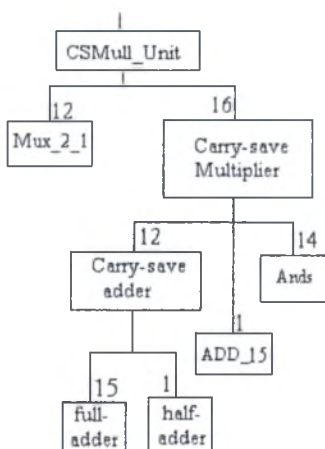 CSMull_Unit
12
16
Mux_2_1
Carry-save
Multiplier
12
14
Carry-save
adder
Ands
1
ADD_15
15
1
full-
adder
half-
adder